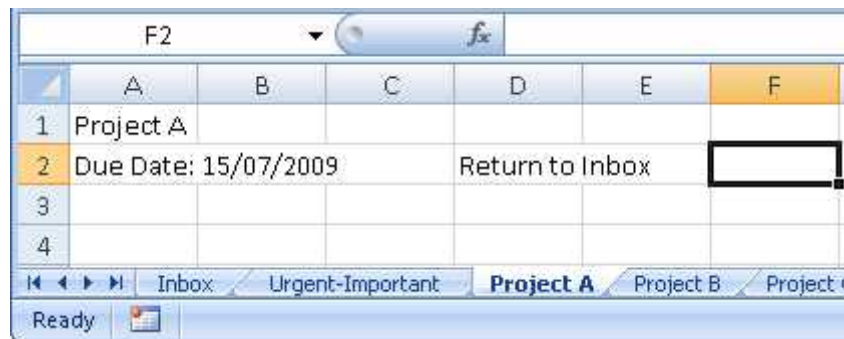 F2 fx
A B C D E F
1 Project A
2 Due Date: 15/07/2009 Return to Inbox
3
4
Inbox Urgent-Important Project A Project B Project
Ready